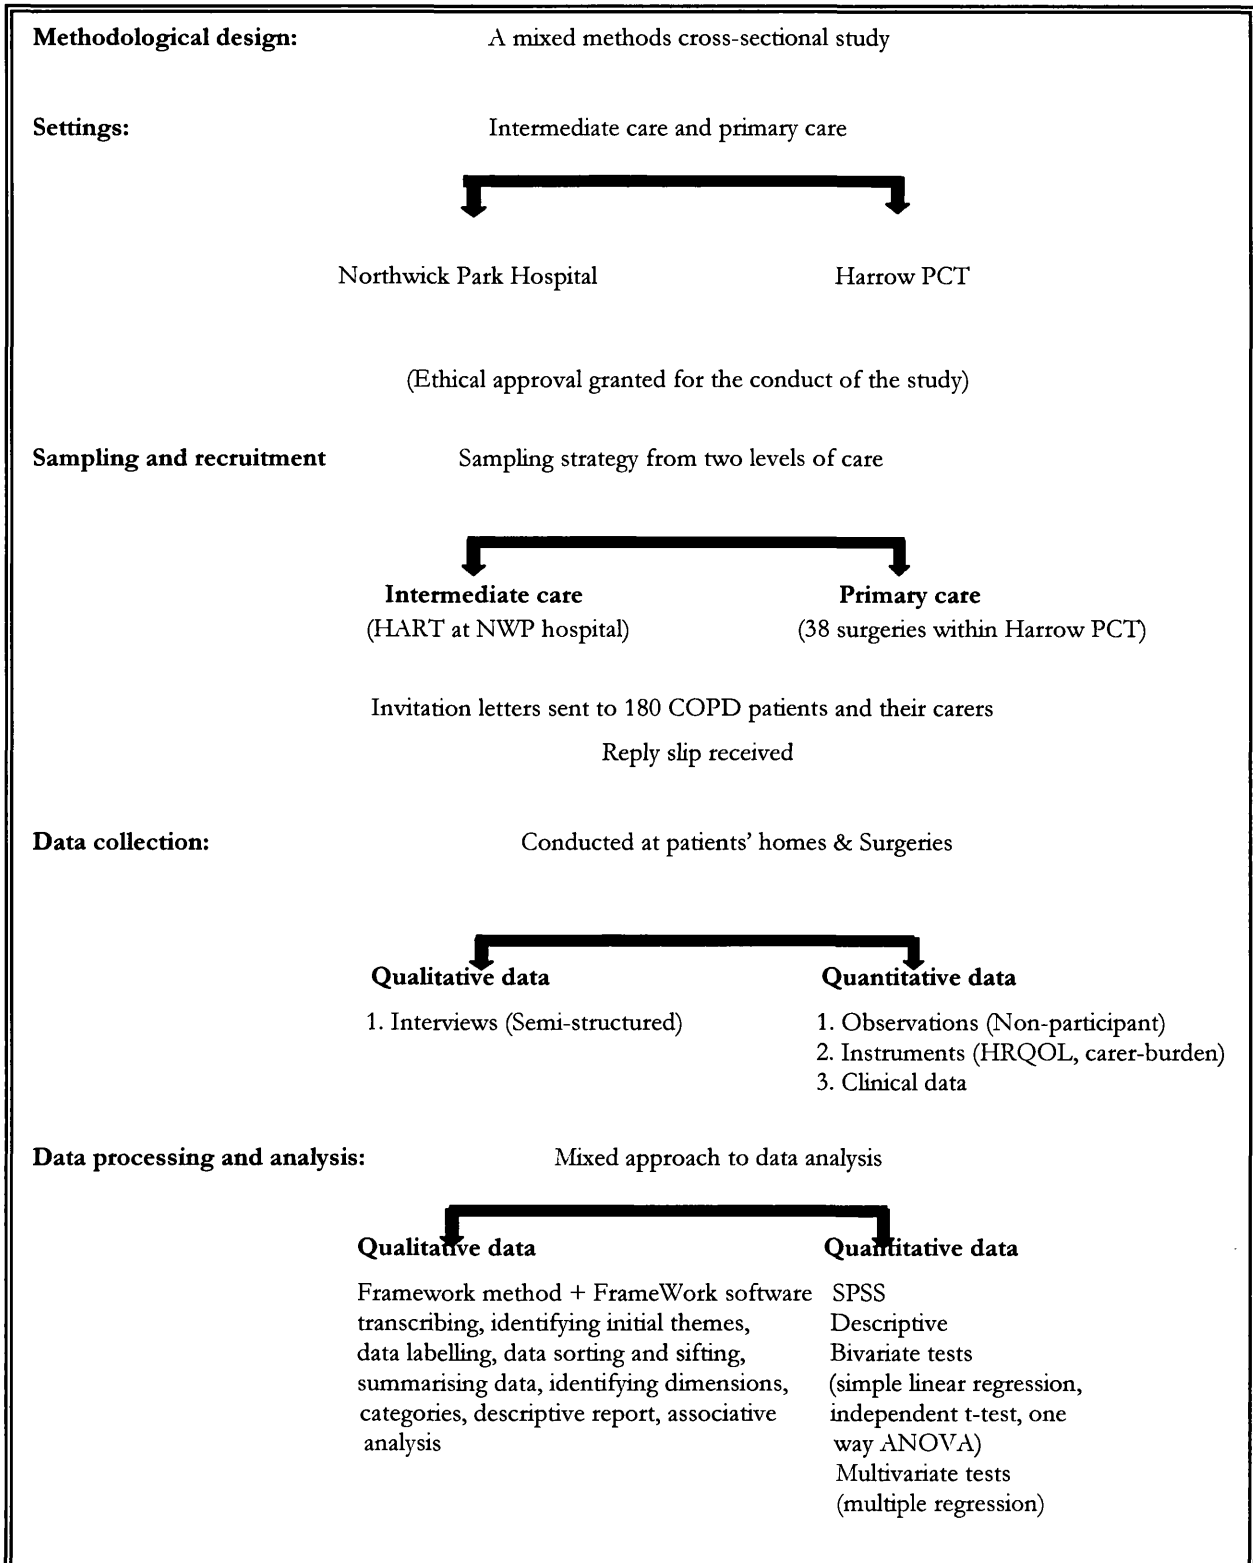 Methodological design: A mixed methods cross-sectional study
Settings: Intermediate care and primary care
Northwick Park Hospital Harrow PCT
(Ethical approval granted for the conduct of the study)
Sampling and recruitment Sampling strategy from two levels of care
Intermediate care Primary care
(HART at NWP hospital) (38 surgeries within Harrow PCT)
Invitation letters sent to 180 COPD patients and their carers
Reply slip received
Data collection: Conducted at patients' homes & Surgeries
Qualitative data Quantitative data
1. Interviews (Semi-structured) 1. Observations (Non-participant)
2. Instruments (HRQOL, carer-burden)
3. Clinical data
Data processing and analysis: Mixed approach to data analysis
Qualitative data Quantitative data
Framework method + FrameWork software SPSS
transcribing, identifying initial themes, Descriptive
data labelling, data sorting and sifting, Bivariate tests
summarising data, identifying dimensions, (simple linear regression,
categories, descriptive report, associative independent t-test, one
analysis way ANOVA)
Multivariate tests
(multiple regression)